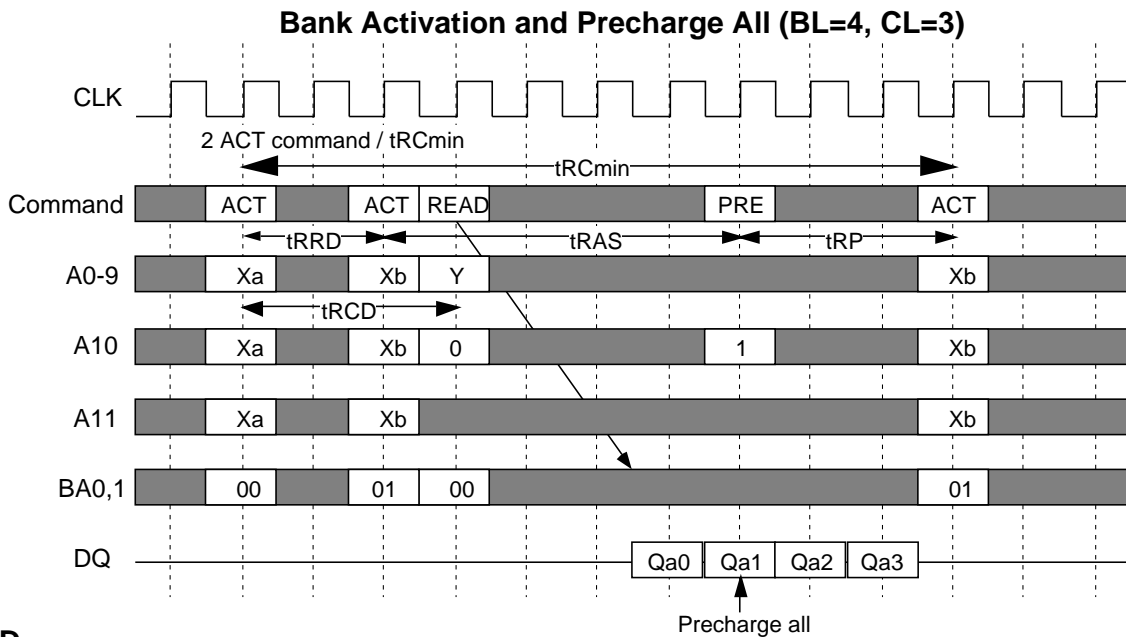 Bank Activation and Precharge All (BL=4, CL=3)
CLK
2 ACT command / tRCmin
tRCmin
Command ACT ACT READ PRE ACT
tRRD tRAS tRP
A0-9 Xa Xb Y Xb
tRCD
A10 Xa Xb 0 1 Xb
A11 Xa Xb Xb
BA0,1 00 01 00 01
DQ Qa0 Qa1 Qa2 Qa3
Precharge all